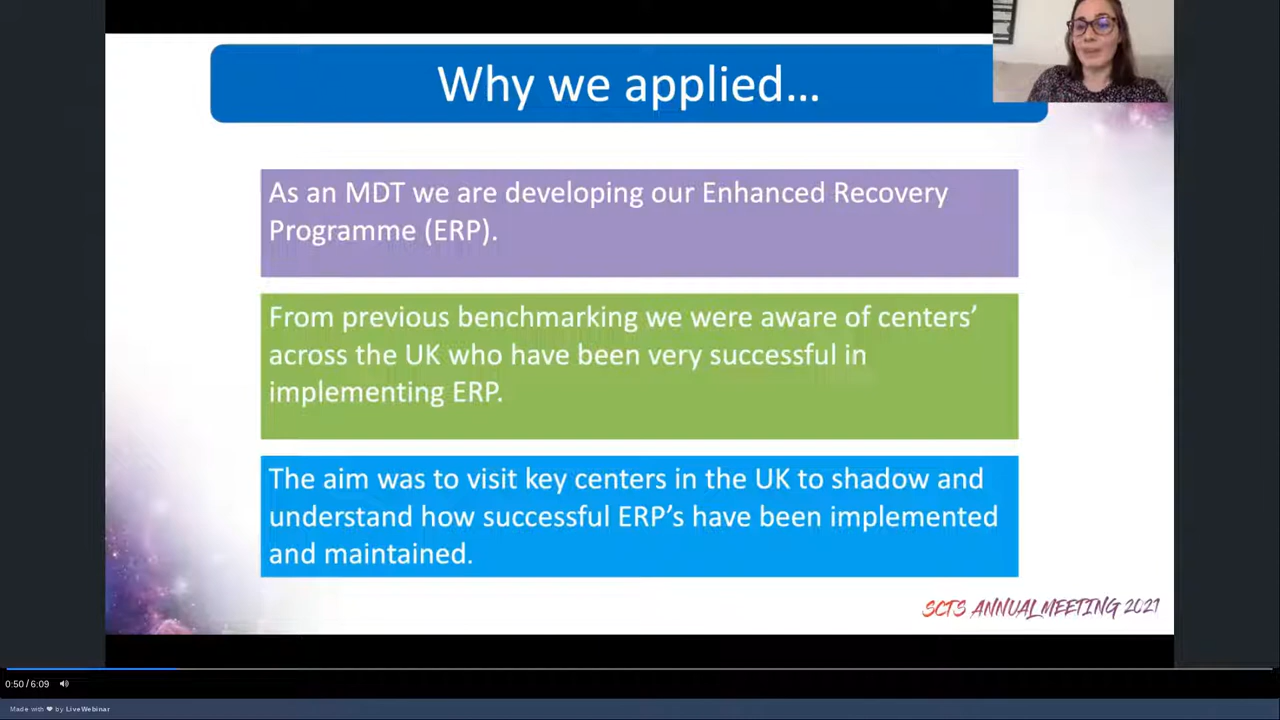 Why we applied...
As an MDT we are developing our Enhanced Recovery
Programme (ERP).
From previous benchmarking we were aware of centers’
across the UK who have been very successful in
implementing ERP.
The aim was to visit key centers in the UK to shadow and
understand how successful ERP’s have been implemented
and maintained.
SCTS ANNUAL MEETING 2021
0:50 / 6:09
Made with ❤ by LiveWebinar